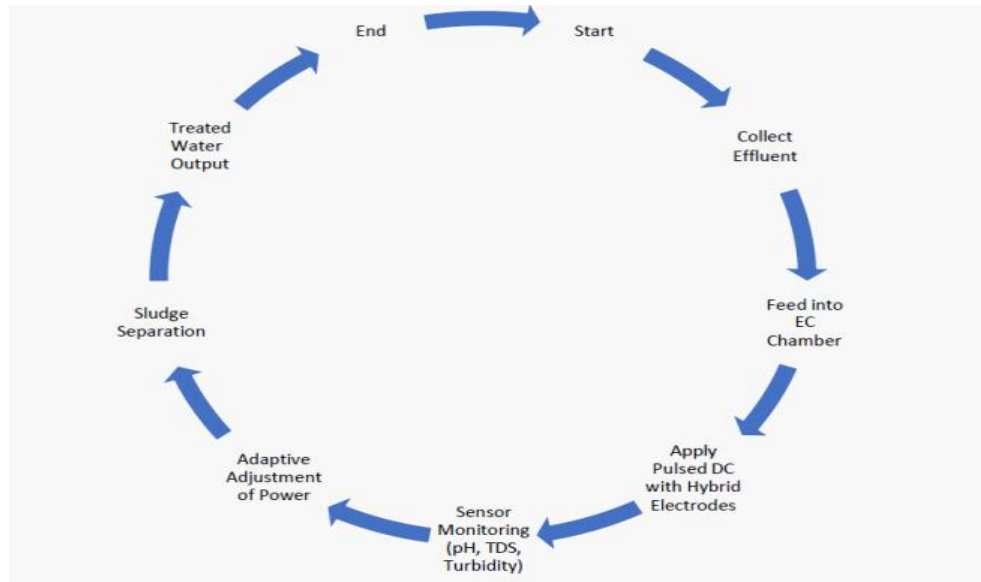 End
Start
Collect
Effluent
Feed into
EC
Chamber
Apply
Pulsed DC
with Hybrid
Electrodes
Sensor
Monitoring
(pH, TDS,
Turbidity)
Adaptive
Adjustment
of Power
Sludge
Separation
Treated
Water
Output